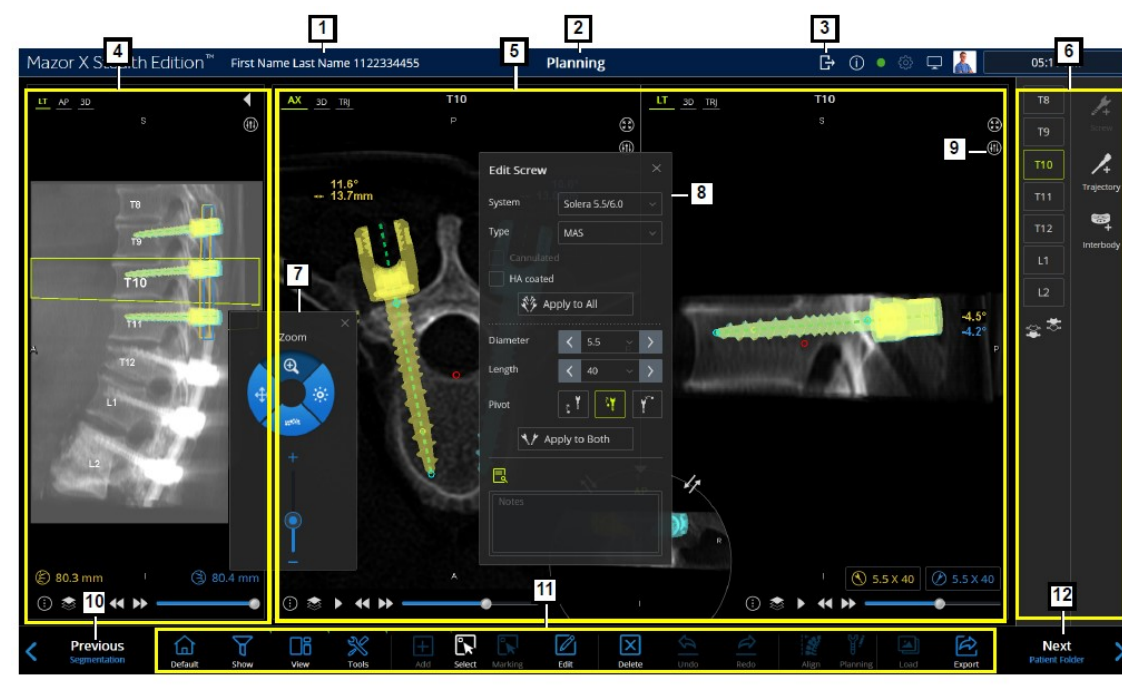 1
2
3
4
5
6
Mazor X Stealth Edition™
First Name Last Name 1122334455
Planning
05:1
LT AP 3D
S
T8
T9
T10
T11
T12
L1
L2
A
80.3 mm
I
80.4 mm
AX 3D TRJ
T10
P
11.6°
13.7mm
A
7
Zoom
8
Edit Screw
System
Solera 5.5/6.0
Type
MAS
Cannulated
HA coated
Apply to All
Diameter
5.5
Length
40
Pivot
Apply to Both
Notes
LT 3D TRJ
T10
S
9
-4.5°
-4.2°
P
R
I
I
5.5 X 40
5.5 X 40
T8
T9
T10
T11
T12
L1
L2
Screw
Trajectory
Interbody
10
11
12
Previous
Segmentation
Default
Show
View
Tools
Add
Select
Marking
Edit
Delete
Undo
Redo
Align
Planning
Load
Export
Next
Patient Folder